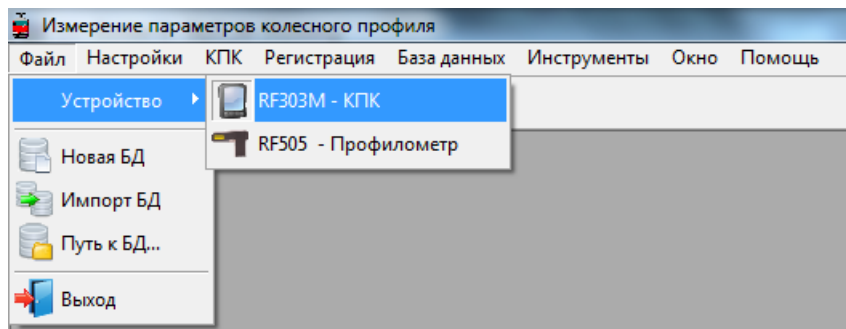 Измерение параметров колесного профиля
Файл Настройки КПК Регистрация База данных Инструменты Окно Помощь
Устройство RF303M - КПК
RF505 - Профилометр
Новая БД
Импорт БД
Путь к БД...
Выход